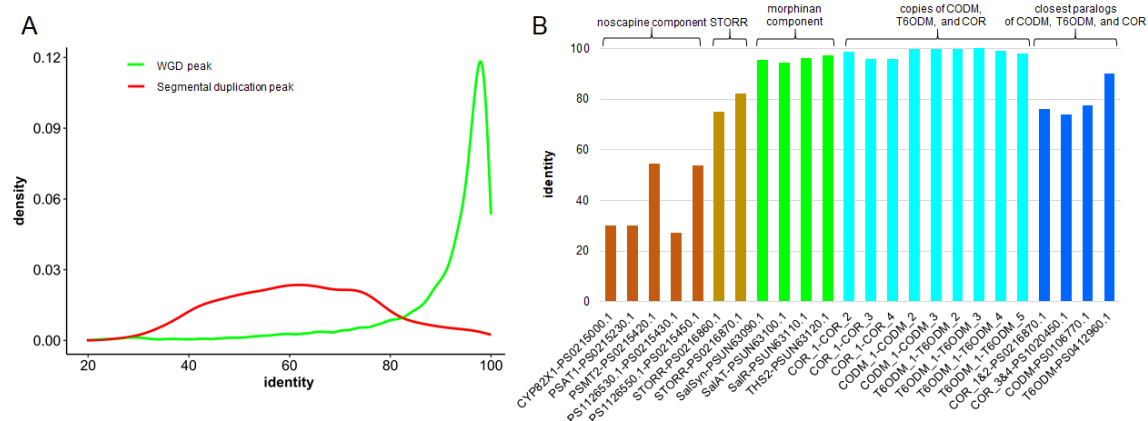 A
B
noscapine component
STORR
morphinan
component
copies of CODM,
T6ODM, and COR
closest paralogs
of CODM, T6ODM, and COR
WGD peak
Segmental duplication peak
density
0.12
0.09
0.06
0.03
0.00
20
40
60
80
100
identity
identity
100
80
60
40
20
0
CYP82X1-PS0215000.1
PSAT1-PS0215230.1
PSMT2-PS0215420.1
PS1126530.1-PS0215430.1
PS1126550.1-PS0215450.1
STORR-PS0216860.1
STORR-PS0216870.1
SalSyn-PSUN63090.1
SalAT-PSUN63100.1
SalR-PSUN63110.1
THS2-PSUN63120.1
COR_1-COR_2
COR_1-COR_3
COR_1-COR_4
CODM_1-CODM_2
CODM_1-CODM_3
T6ODM_1-T6ODM_2
T6ODM_1-T6ODM_3
T6ODM_1-T6ODM_4
T6ODM_1-T6ODM_5
COR_1&2-PS0216870.1
COR_3&4-PS1020450.1
CODM-PS0106770.1
T6ODM-PS0412960.1